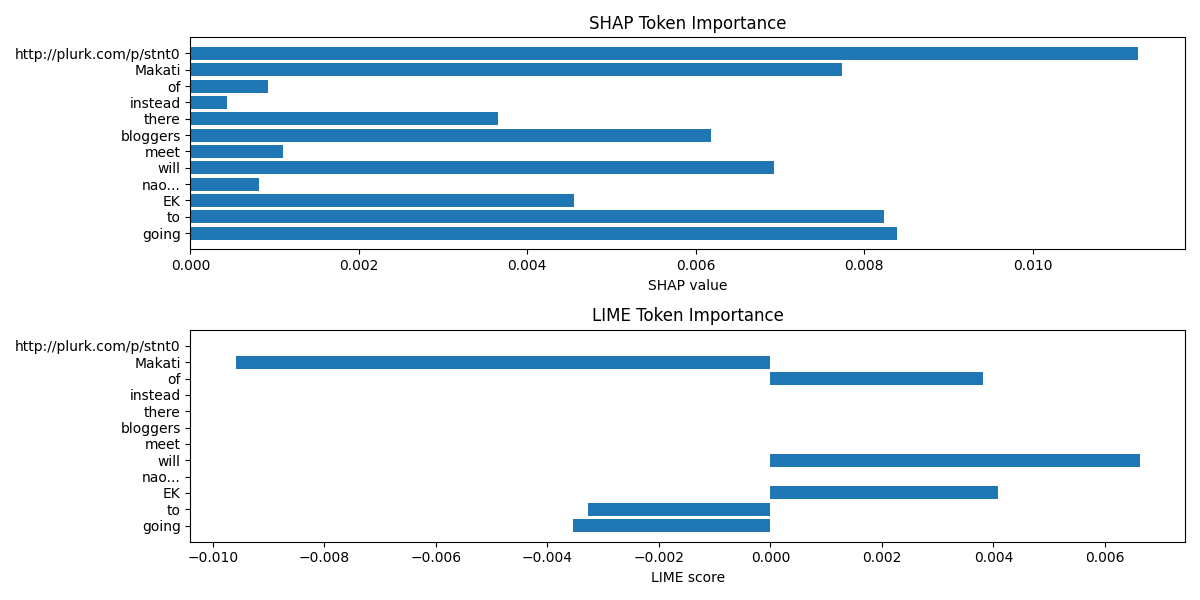 SHAP Token Importance
http://plurk.com/p/stnt0
Makati
of
instead
there
bloggers
meet
will
nao...
EK
to
going
0.000 0.002 0.004 0.006 0.008 0.010
SHAP value
LIME Token Importance
http://plurk.com/p/stnt0
Makati
of
instead
there
bloggers
meet
will
nao...
EK
to
going
−0.010 −0.008 −0.006 −0.004 −0.002 0.000 0.002 0.004 0.006
LIME score